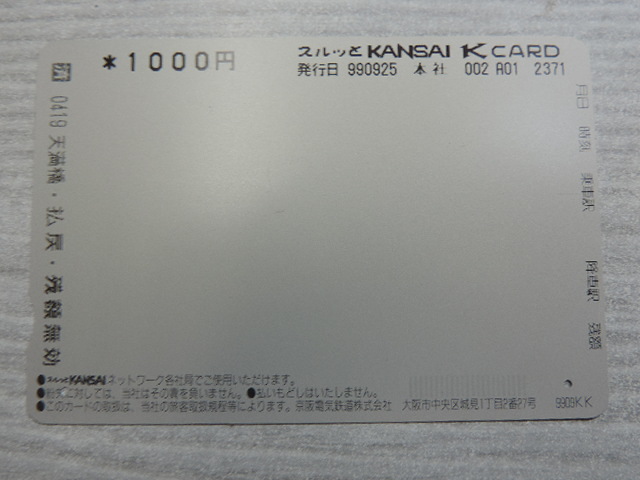 *1000円
スルッとKANSAI K CARD
発行日 990925 本社 002 A01 2371
月日 時刻 乗車駅 降車駅 残額
0419 天満橋・払戻・残額無効
●スルッとKANSAIネットワーク各社局でご使用いただけます。
●紛失に対しては、当社はその責を負いません。●払いもどしはいたしません。
●このカードの取扱は、当社の旅客取扱規程等によります。京阪電気鉄道株式会社 大阪市中央区城見1丁目2番27号 9909K.K